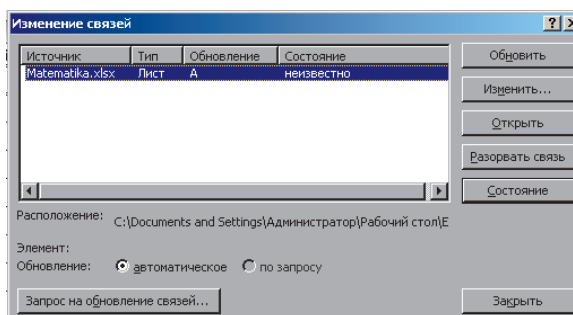 Изменение связей
Источник Тип Обновление Состояние
Matematika.xlsx Лист А неизвестно
Обновить
Изменить...
Открыть
Разорвать связь
Состояние
Расположение: C:\Documents and Settings\Администратор\Рабочий стол\Е
Элемент:
Обновление: автоматическое по запросу
Запрос на обновление связей...
Закрыть